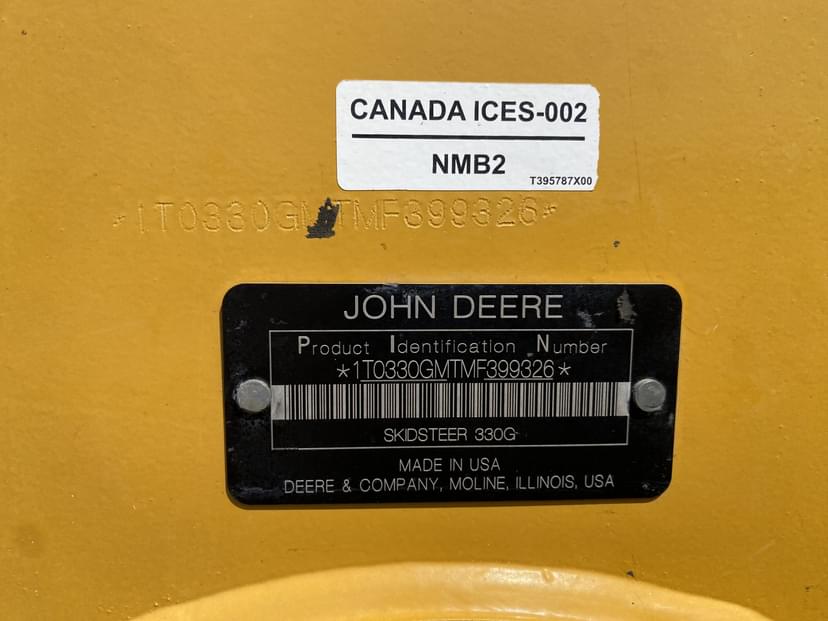 CANADA ICES-002
NMB2
T395787X00
*1T0330GMTMF399326*
JOHN DEERE
Product Identification Number
*1T0330GMTMF399326*
SKIDSTEER 330G
MADE IN USA
DEERE & COMPANY, MOLINE, ILLINOIS, USA